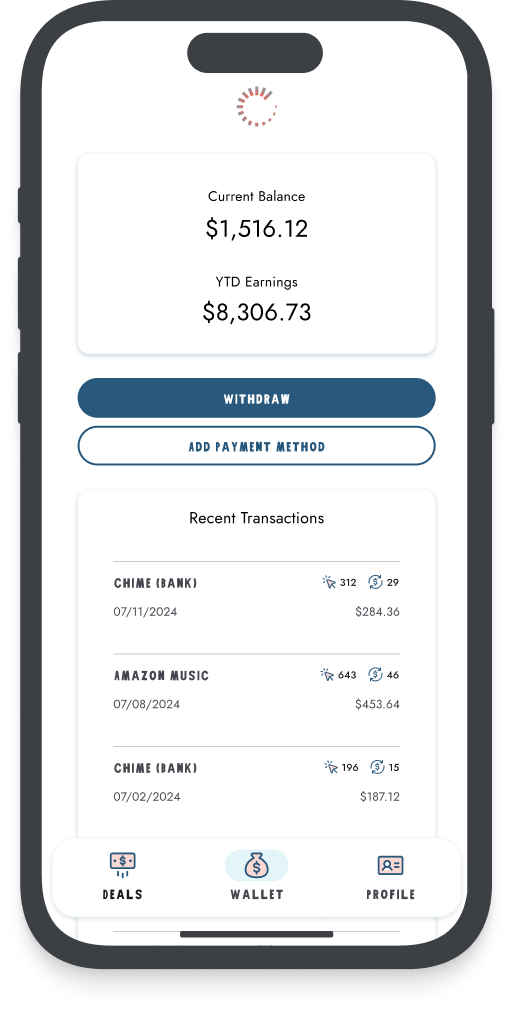 Current Balance
$1,516.12
YTD Earnings
$8,306.73
WITHDRAW
ADD PAYMENT METHOD
Recent Transactions
CHIME (BANK) 312 29
07/11/2024 $284.36
AMAZON MUSIC 643 46
07/08/2024 $453.64
CHIME (BANK) 196 15
07/02/2024 $187.12
DEALS WALLET PROFILE